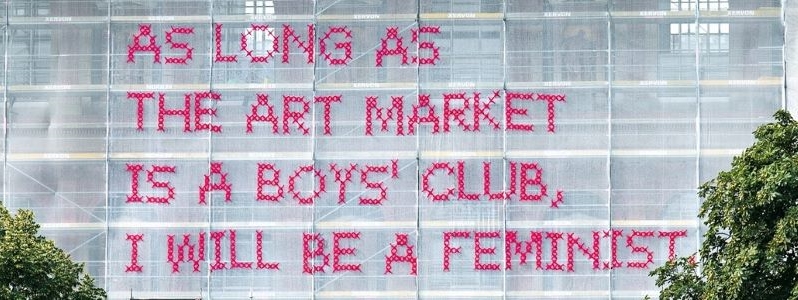 AS LONG AS
THE ART MARKET
IS A BOYS' CLUB,
I WILL BE A FEMINIST.